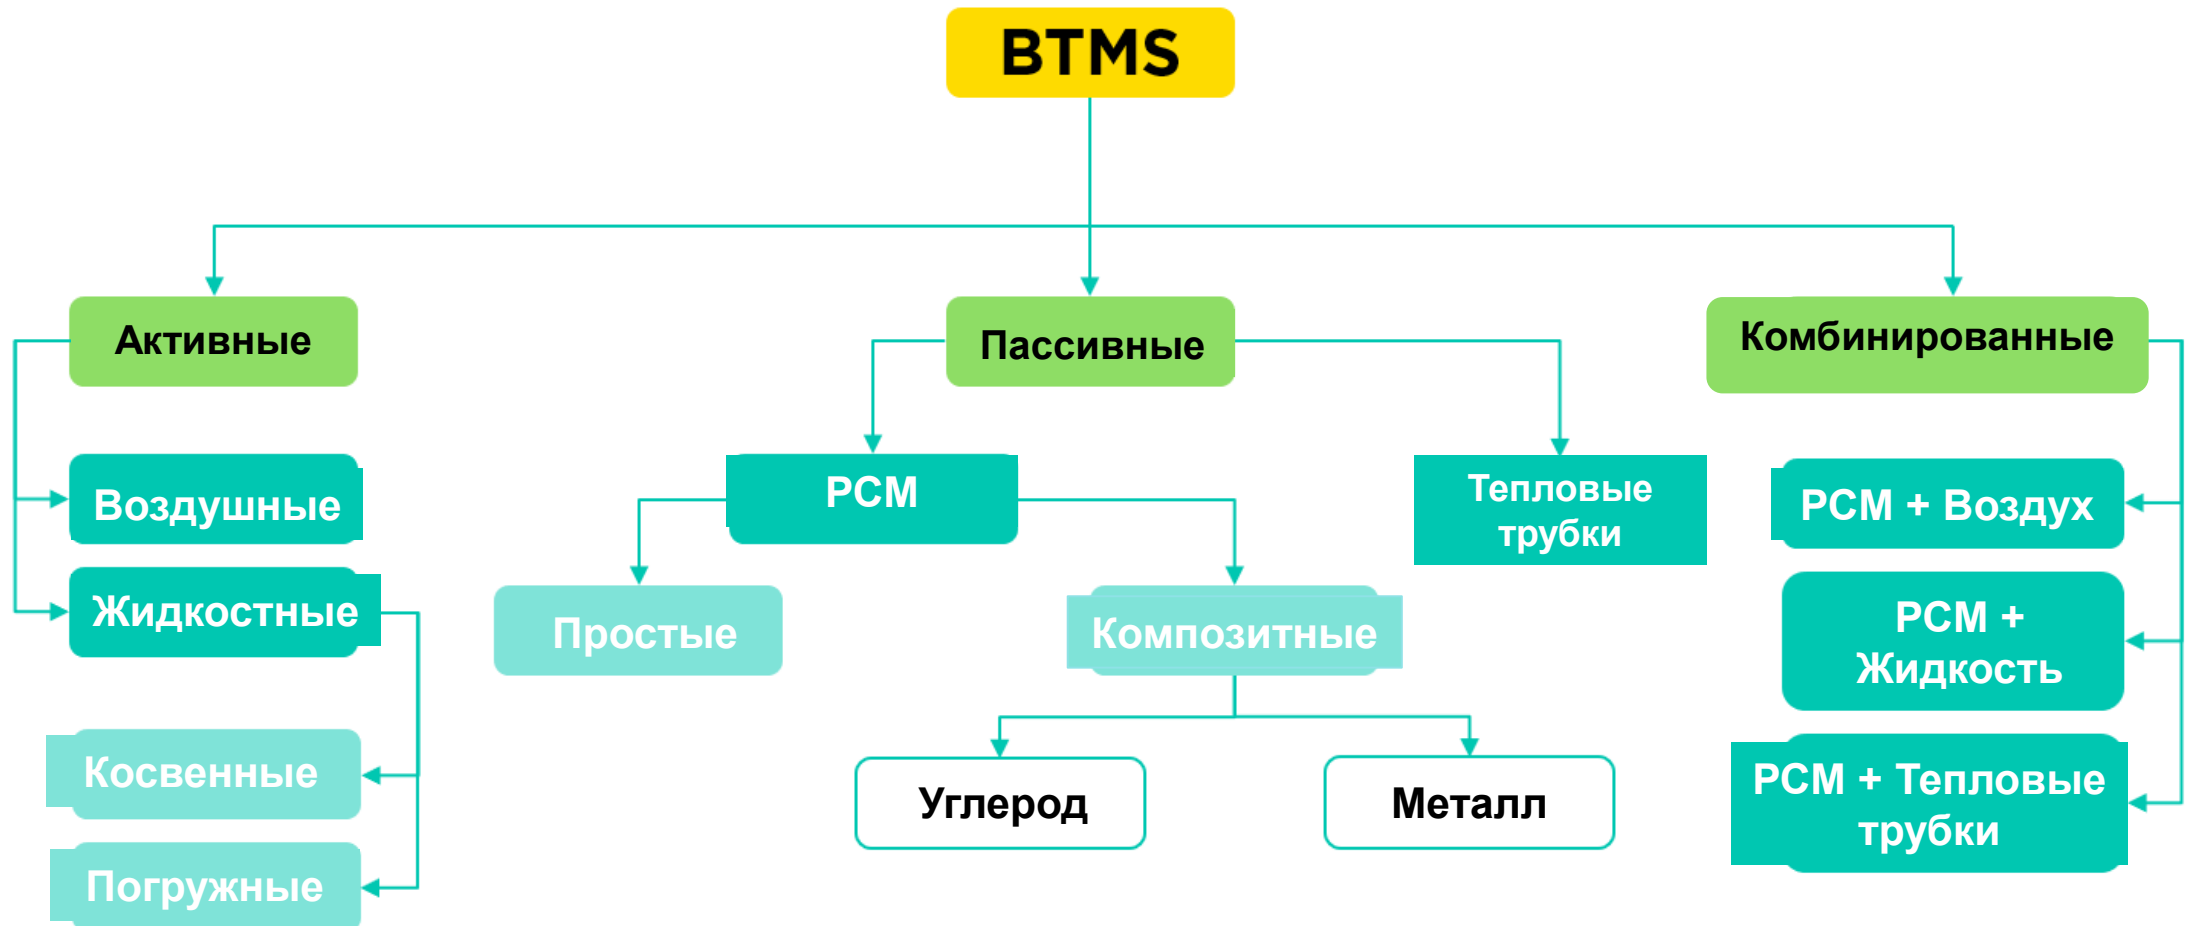 BTMS
Активные
Пассивные
Комбинированные
Воздушные
Жидкостные
Косвенные
Погружные
PCM
Простые
Композитные
Углерод
Металл
Тепловые
трубки
PCM + Воздух
PCM +
Жидкость
PCM + Тепловые
трубки